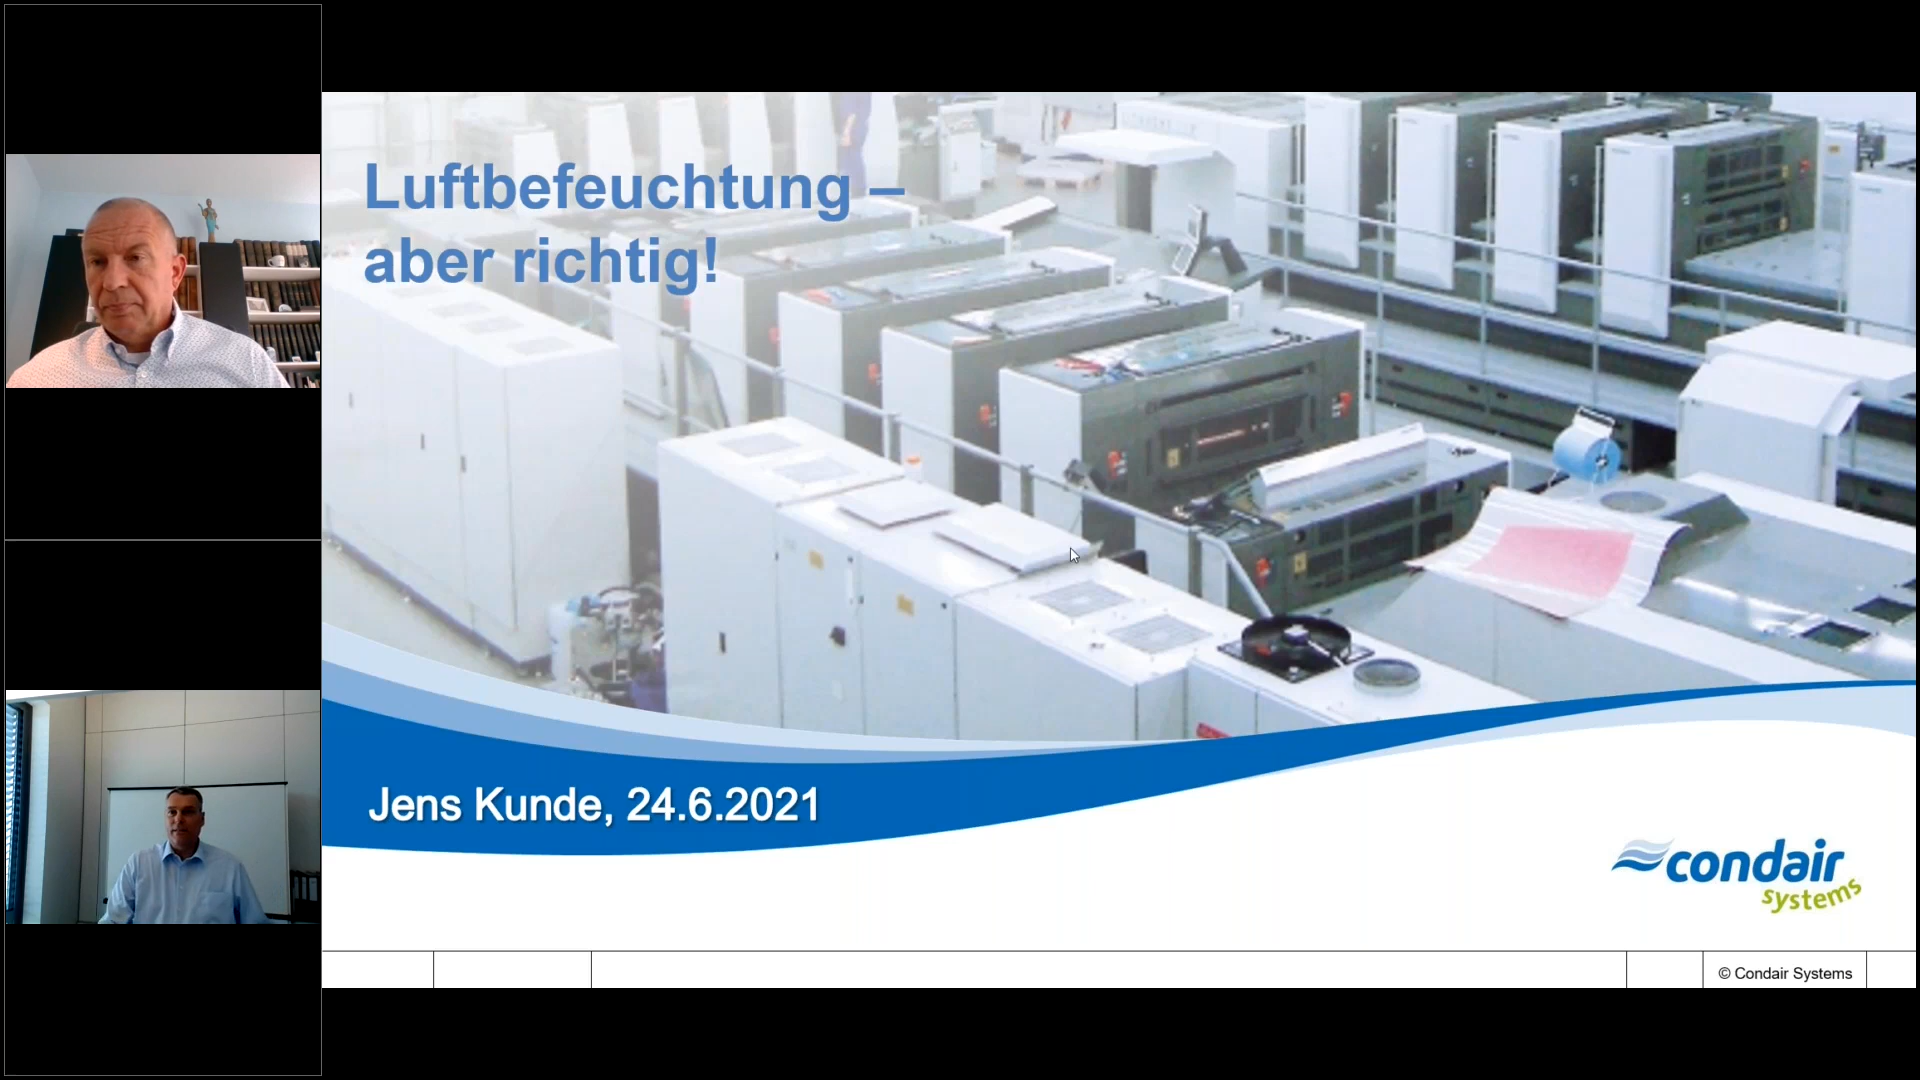 Luftbefeuchtung –
aber richtig!
Jens Kunde, 24.6.2021
condair
systems
© Condair Systems